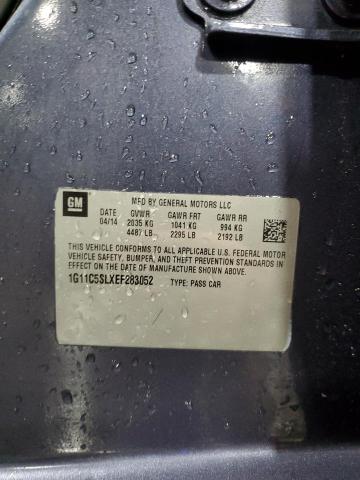 GM
MFD BY GENERAL MOTORS LLC
DATE GVWR GAWR FRT GAWR RR
04/14 2035 KG 1041 KG 994 KG
4487 LB 2295 LB 2192 LB
THIS VEHICLE CONFORMS TO ALL APPLICABLE U.S. FEDERAL MOTOR
VEHICLE SAFETY, BUMPER, AND THEFT PREVENTION STANDARDS
IN EFFECT ON THE DATE OF MANUFACTURE SHOWN ABOVE.
1G11C5SLXEF283052 TYPE: PASS CAR